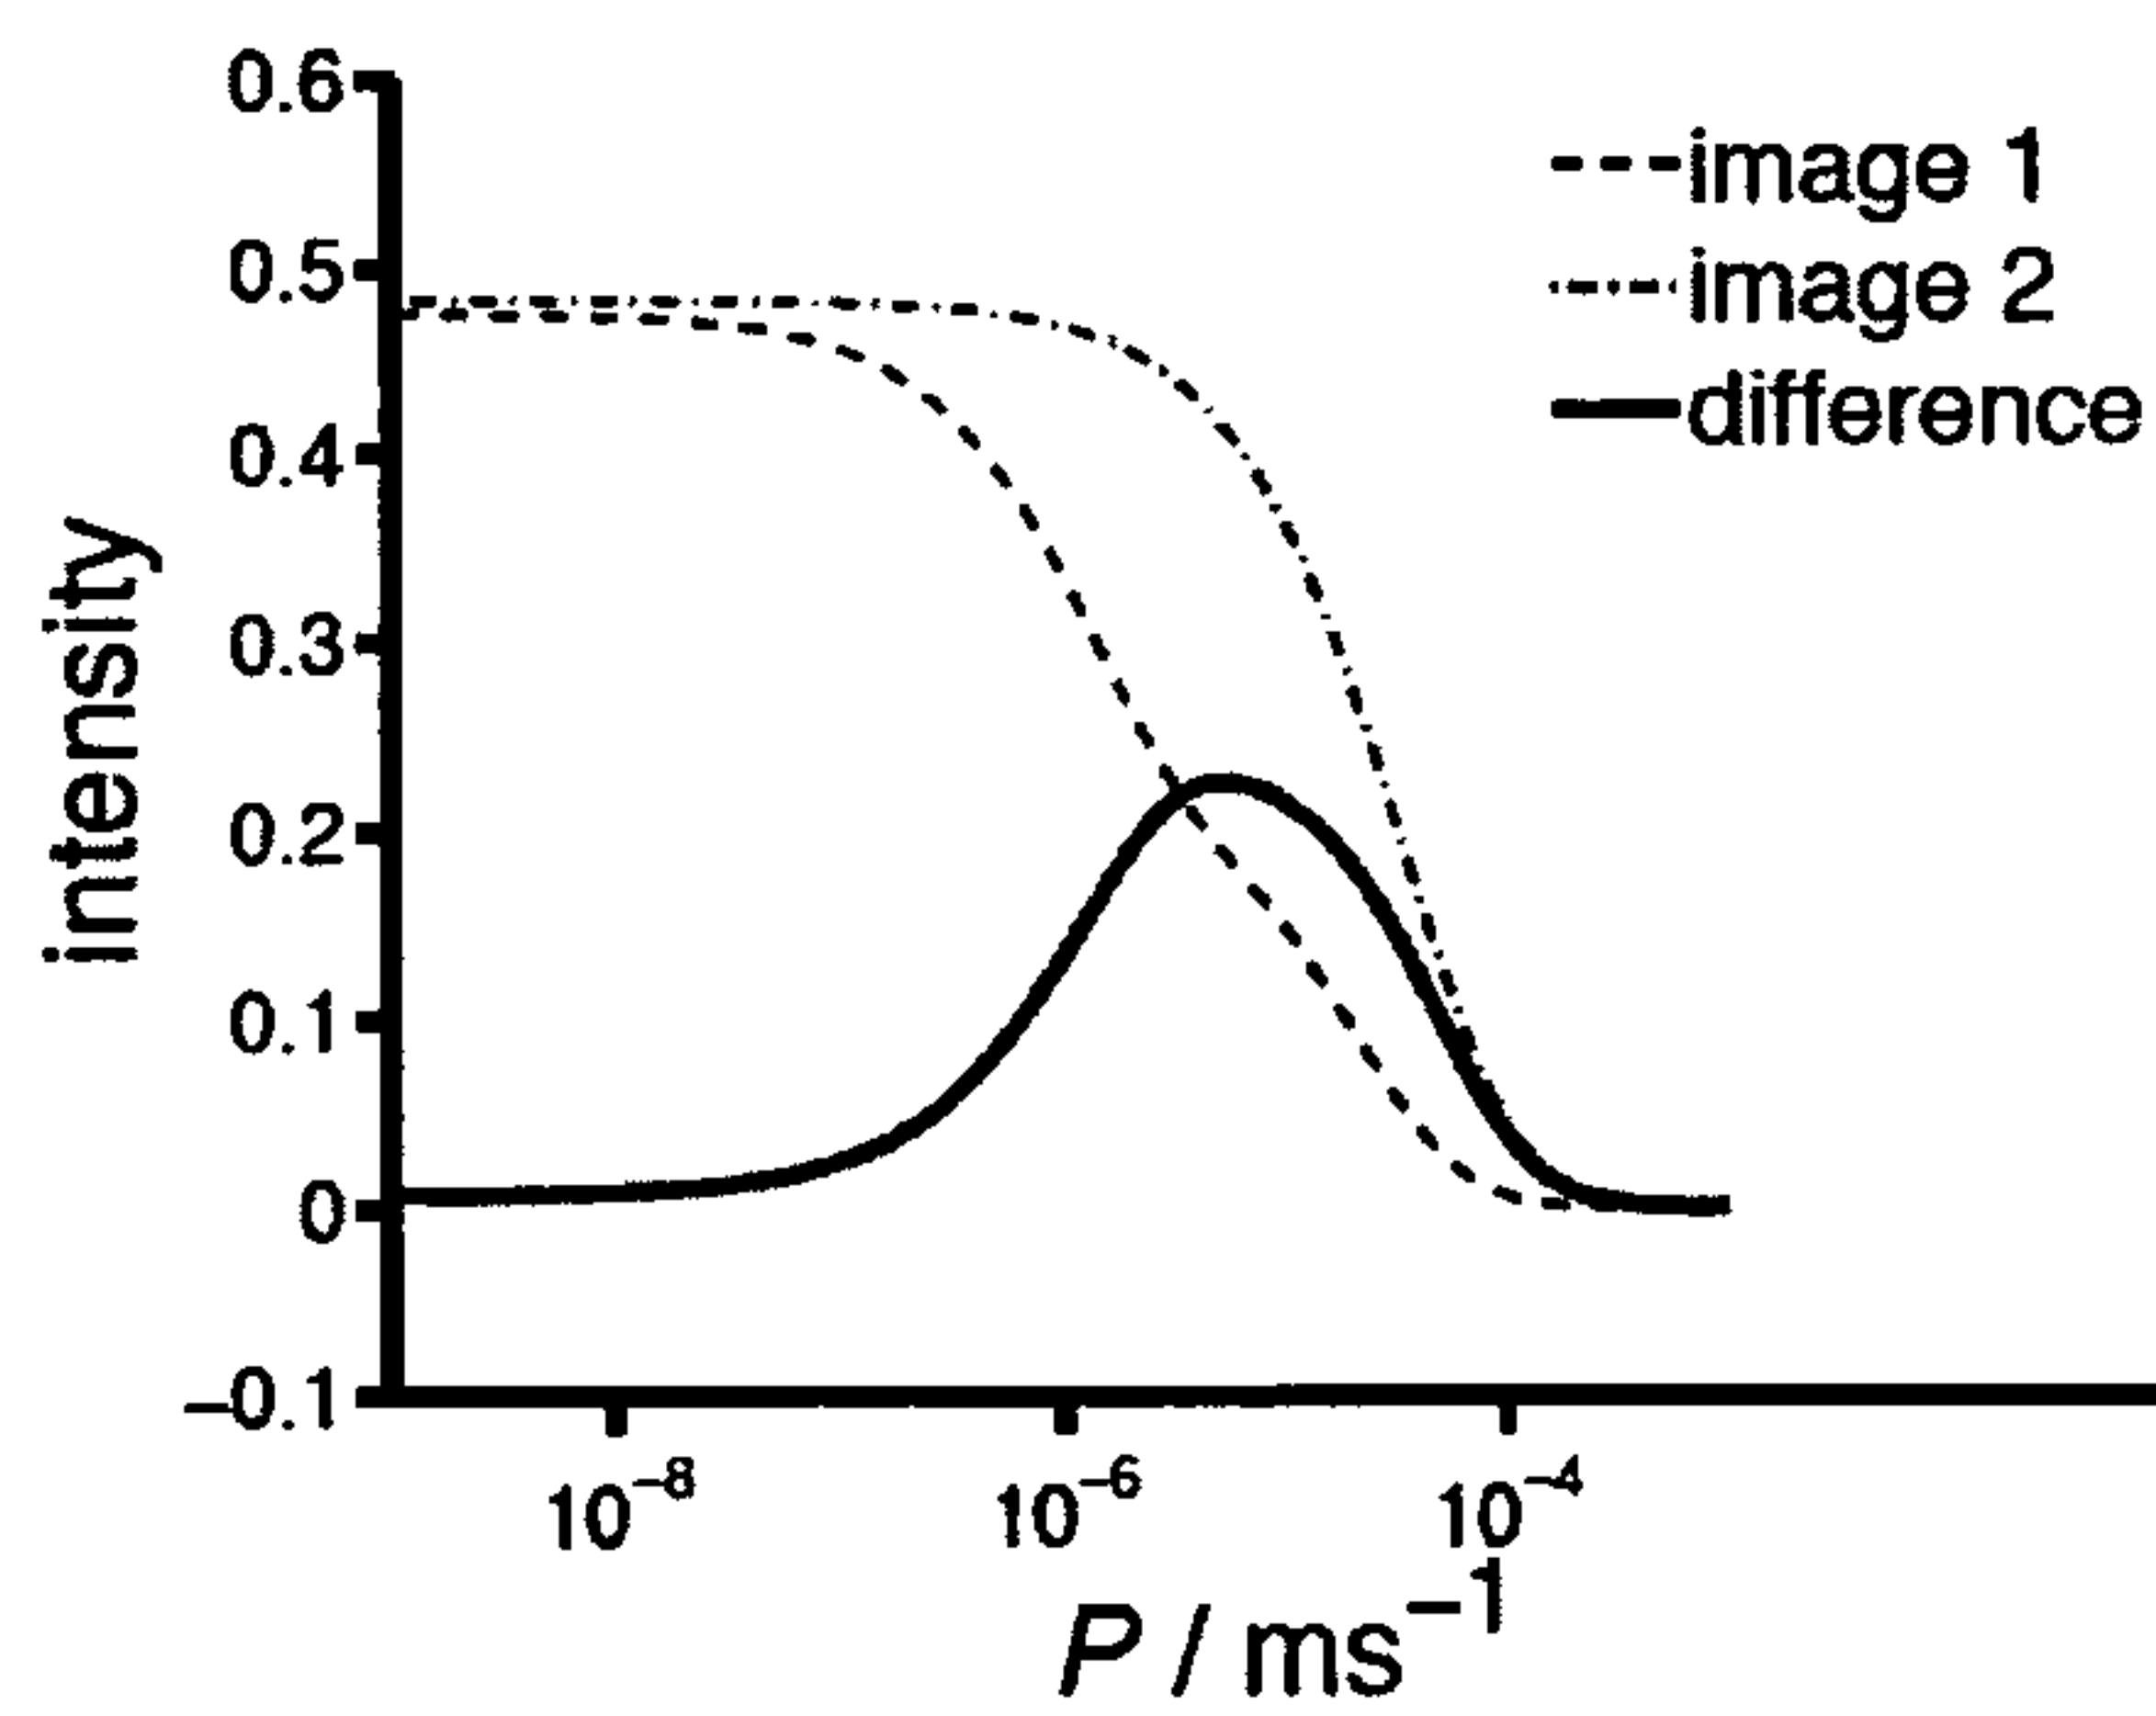 0.6
0.5
0.4
0.3
0.2
0.1
0
–0.1
intensity
image 1
image 2
difference
10⁻⁸
10⁻⁶
10⁻⁴
P / ms⁻¹